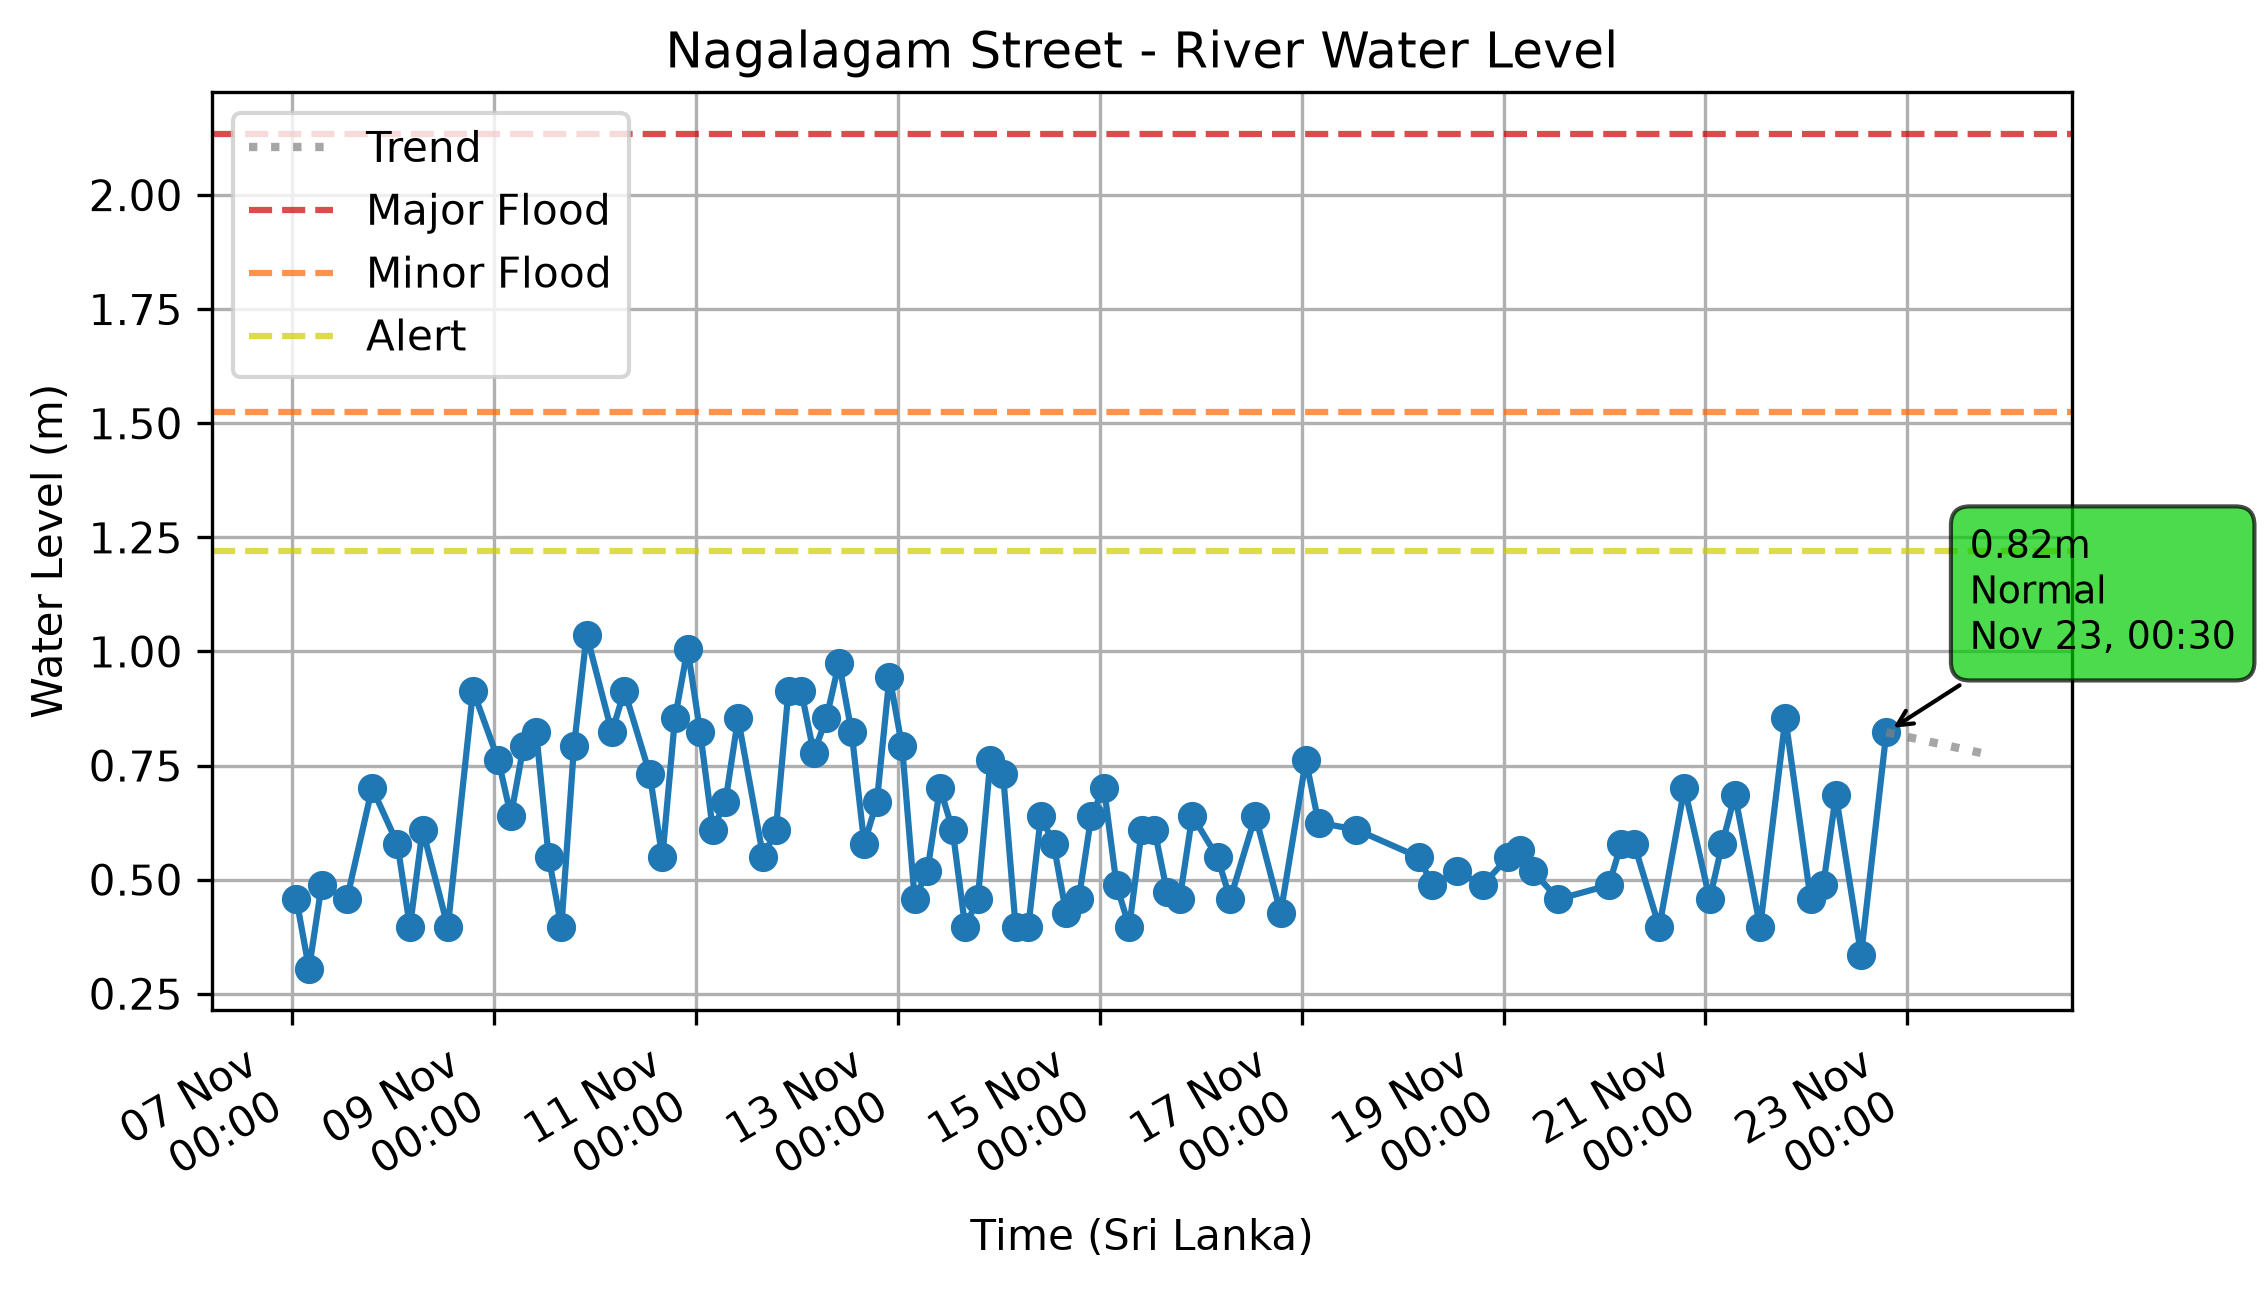 Nagalagam Street - River Water Level
Trend
Major Flood
Minor Flood
Alert
Water Level (m)
2.00
1.75
1.50
1.25
1.00
0.75
0.50
0.25
0.82m
Normal
Nov 23, 00:30
07 Nov
00:00
09 Nov
00:00
11 Nov
00:00
13 Nov
00:00
15 Nov
00:00
17 Nov
00:00
19 Nov
00:00
21 Nov
00:00
23 Nov
00:00
Time (Sri Lanka)